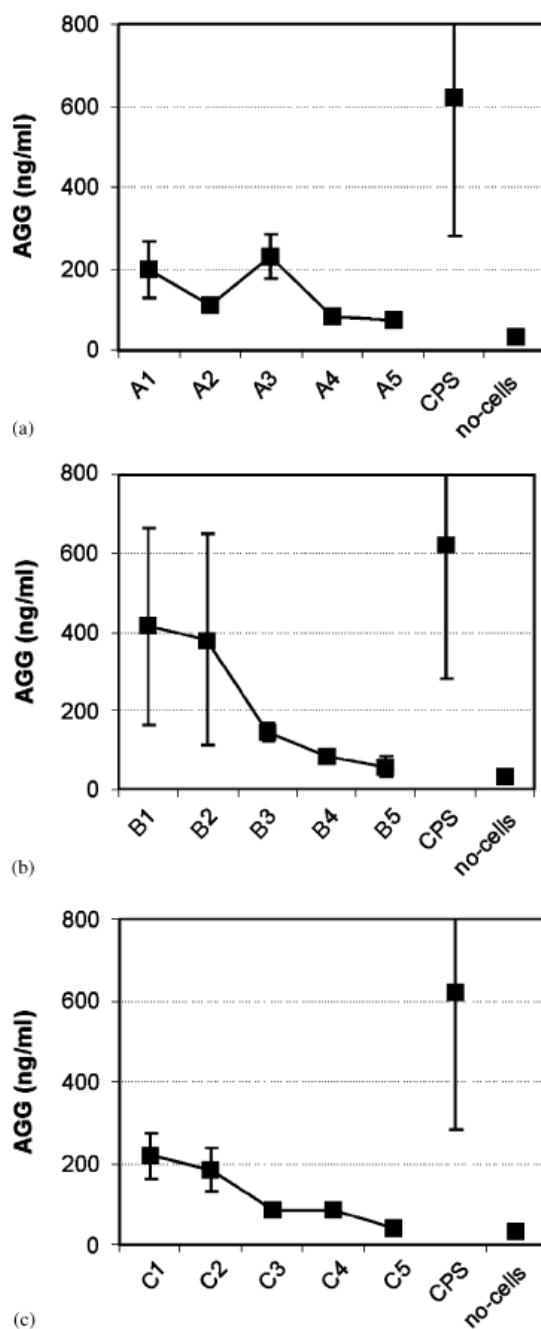 800
600
400
200
0
AGG (ng/ml)
A1 A2 A3 A4 A5 CPS no-cells
(a)
800
600
400
200
0
AGG (ng/ml)
B1 B2 B3 B4 B5 CPS no-cells
(b)
800
600
400
200
0
AGG (ng/ml)
C1 C2 C3 C4 C5 CPS no-cells
(c)